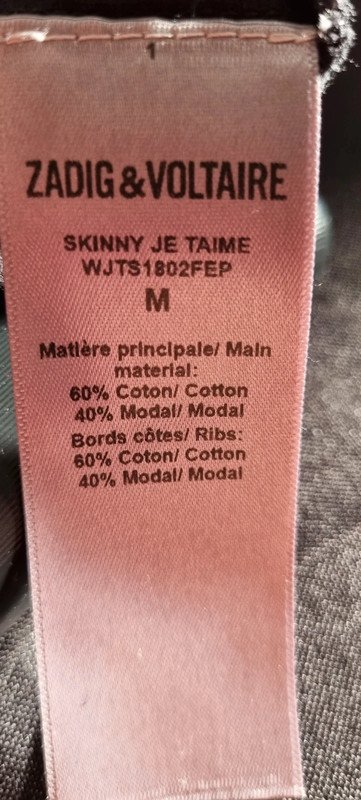 1
ZADIG&VOLTAIRE
SKINNY JE TAIME
WJTS1802FEP
M
Matière principale/ Main
material:
60% Coton/ Cotton
40% Modal/ Modal
Bords côtes/ Ribs:
60% Coton/ Cotton
40% Modal/ Modal